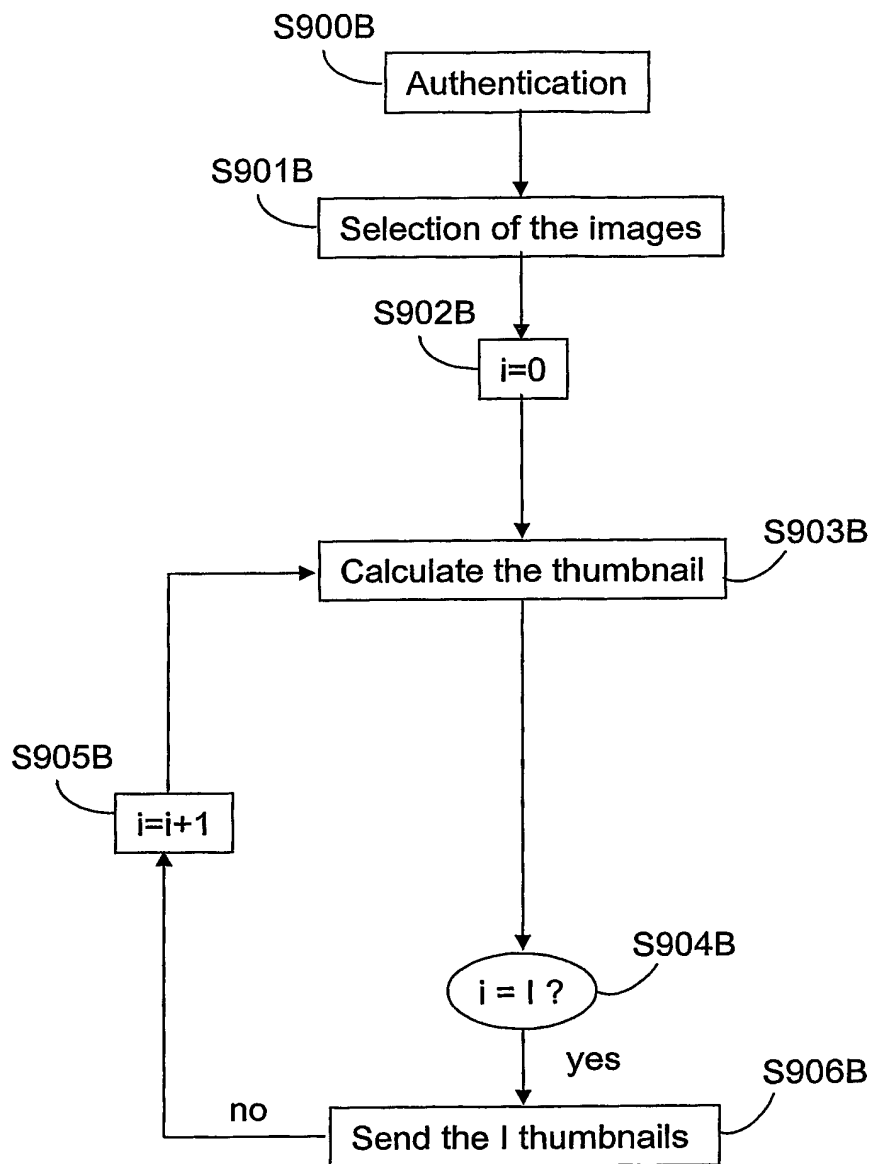 S900B
Authentication
S901B
Selection of the images
S902B
i=0
S903B
Calculate the thumbnail
S905B
i=i+1
S904B
i = I ?
yes
S906B
no
Send the I thumbnails